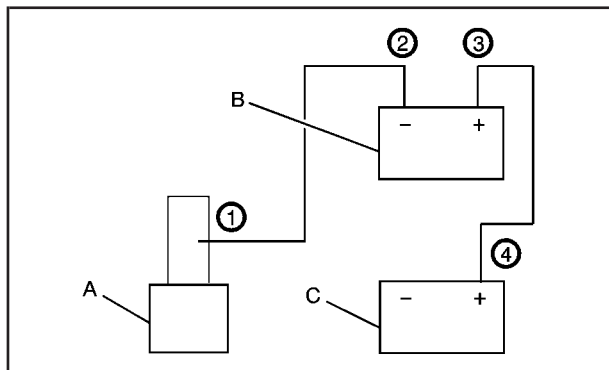 ② ③
B
− +
①
④
A
C
− +